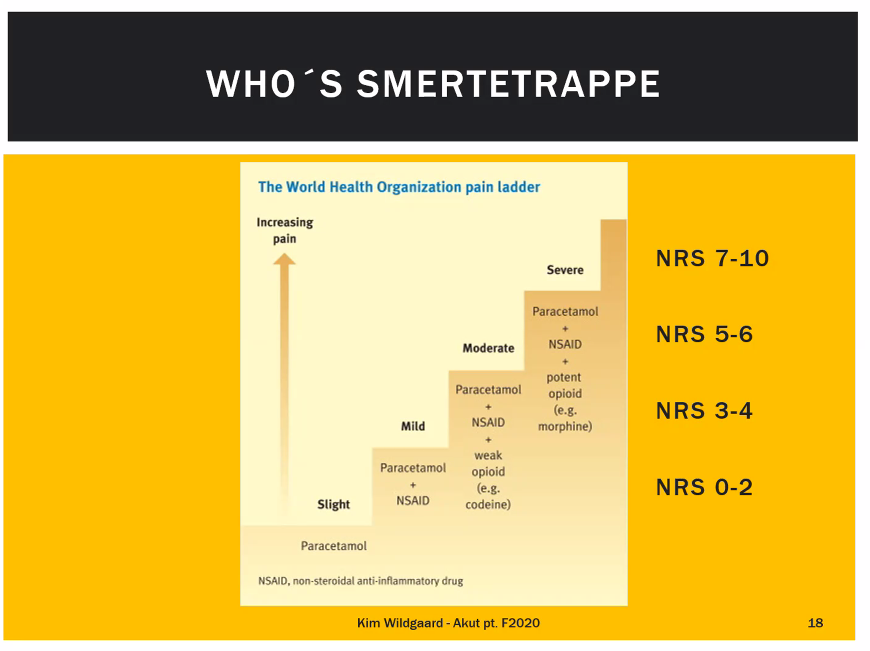 WHO´S SMERTETRAPPE
The World Health Organization pain ladder
Increasing
pain
Severe
Paracetamol
+
NSAID
+
potent
opioid
(e.g.
morphine)
Moderate
Paracetamol
+
NSAID
+
weak
opioid
(e.g.
codeine)
Mild
Paracetamol
+
NSAID
Slight
Paracetamol
NSAID, non-steroidal anti-inflammatory drug
NRS 7-10
NRS 5-6
NRS 3-4
NRS 0-2
Kim Wildgaard - Akut pt. F2020
18